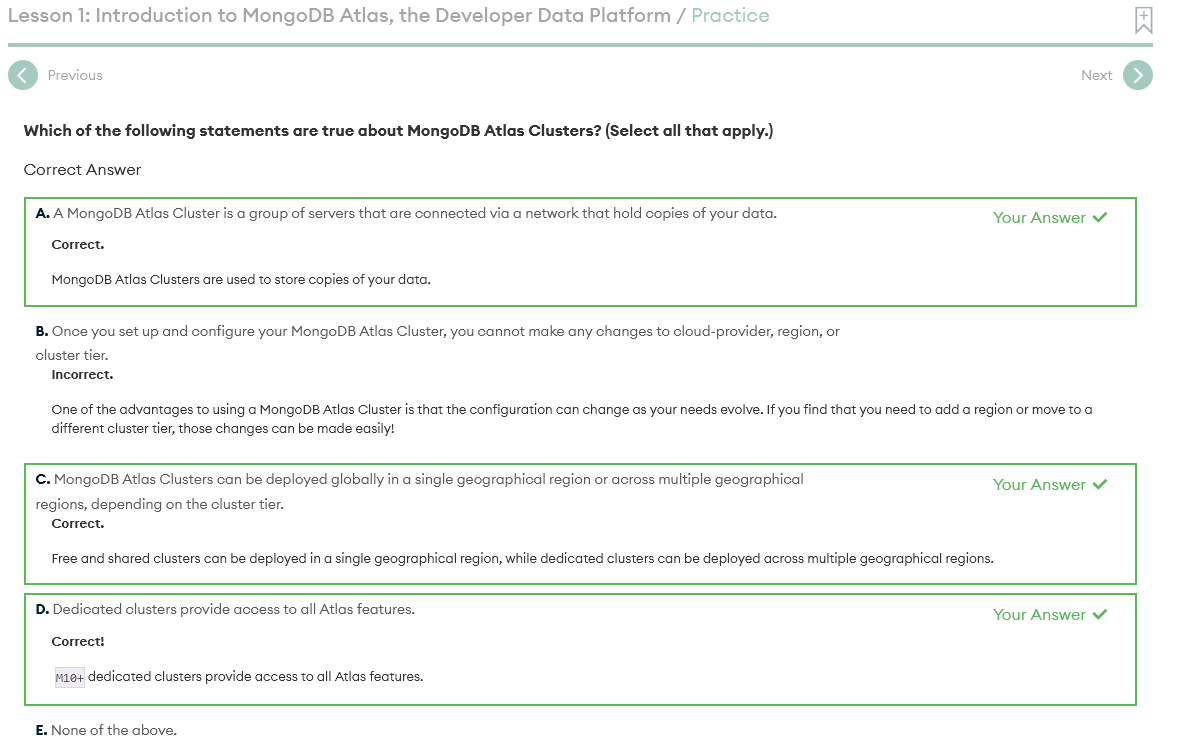 Lesson 1: Introduction to MongoDB Atlas, the Developer Data Platform / Practice
Previous
Next
Which of the following statements are true about MongoDB Atlas Clusters? (Select all that apply.)
Correct Answer
A. A MongoDB Atlas Cluster is a group of servers that are connected via a network that hold copies of your data.
Your Answer
Correct.
MongoDB Atlas Clusters are used to store copies of your data.
B. Once you set up and configure your MongoDB Atlas Cluster, you cannot make any changes to cloud-provider, region, or
cluster tier.
Incorrect.
One of the advantages to using a MongoDB Atlas Cluster is that the configuration can change as your needs evolve. If you find that you need to add a region or move to a
different cluster tier, those changes can be made easily!
C. MongoDB Atlas Clusters can be deployed globally in a single geographical region or across multiple geographical
Your Answer
regions, depending on the cluster tier.
Correct.
Free and shared clusters can be deployed in a single geographical region, while dedicated clusters can be deployed across multiple geographical regions.
D. Dedicated clusters provide access to all Atlas features.
Your Answer
Correct!
M10+ dedicated clusters provide access to all Atlas features.
E. None of the above.